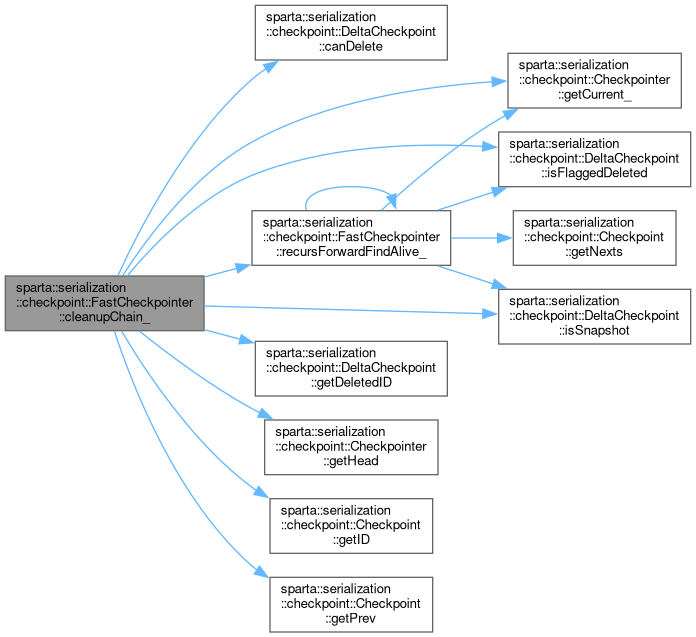 sparta::serialization
::checkpoint::DeltaCheckpoint
::canDelete
sparta::serialization
::checkpoint::Checkpointer
::getCurrent_
sparta::serialization
::checkpoint::DeltaCheckpoint
::isFlaggedDeleted
sparta::serialization
::checkpoint::FastCheckpointer
::recursForwardFindAlive_
sparta::serialization
::checkpoint::Checkpoint
::getNexts
sparta::serialization
::checkpoint::FastCheckpointer
::cleanupChain_
sparta::serialization
::checkpoint::DeltaCheckpoint
::isSnapshot
sparta::serialization
::checkpoint::DeltaCheckpoint
::getDeletedID
sparta::serialization
::checkpoint::Checkpointer
::getHead
sparta::serialization
::checkpoint::Checkpoint
::getID
sparta::serialization
::checkpoint::Checkpoint
::getPrev